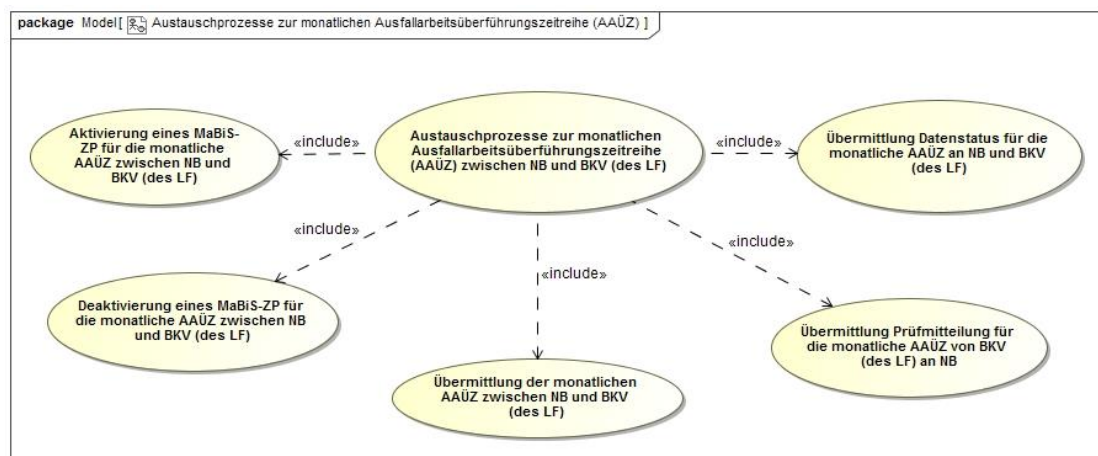 package Model[ Austauschprozesse zur monatlichen Ausfallarbeitsüberführungszeitreihe (AAÜZ) ]
Aktivierung eines MaBiS-
ZP für die monatliche
AAÜZ zwischen NB und
BKV (des LF)
«include»
Austauschprozesse zur monatlichen
Ausfallarbeitsüberführungszeitreihe
(AAÜZ) zwischen NB und BKV (des LF)
«include»
Übermittlung Datenstatus für die
monatliche AAÜZ an NB und BKV
(des LF)
«include»
«include»
«include»
Deaktivierung eines MaBiS-ZP für
die monatliche AAÜZ zwischen NB
und BKV (des LF)
Übermittlung der monatlichen
AAÜZ zwischen NB und BKV
(des LF)
Übermittlung Prüfmitteilung für
die monatliche AAÜZ von BKV
(des LF) an NB